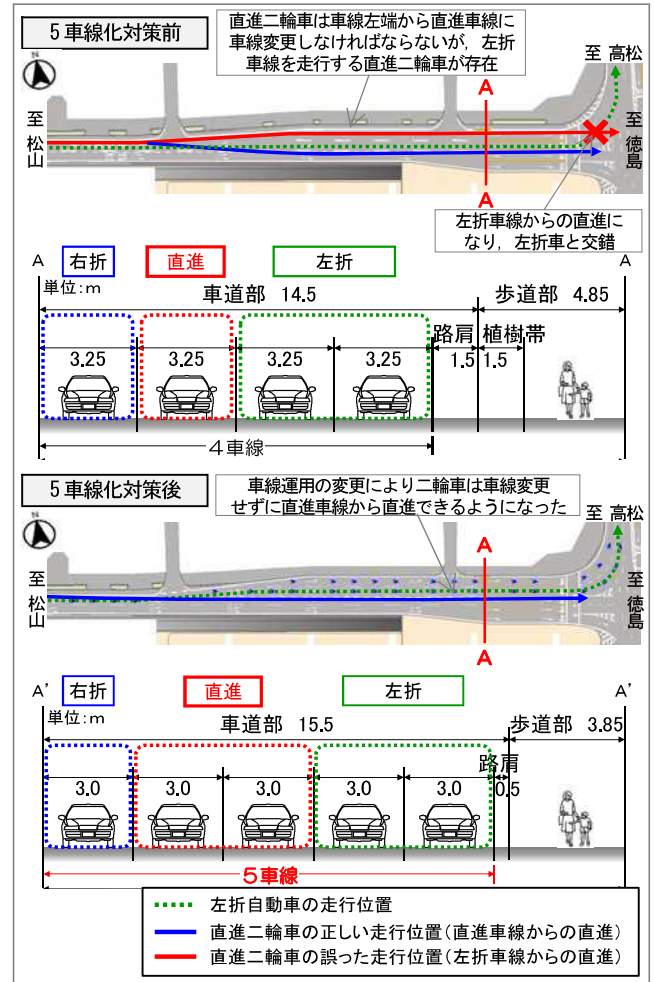 5車線化対策前
直進二輪車は車線左端から直進車線に
車線変更しなければならないが，左折
車線を走行する直進二輪車が存在
至 高松
N
A
至
松
山
至
徳
島
A
左折車線からの直進に
なり，左折車と交錯
A
右折
直進
左折
A
単位:m
車道部 14.5
歩道部 4.85
路肩
植樹帯
3.25
3.25
3.25
3.25
1.5
1.5
4車線
5車線化対策後
車線運用の変更により二輪車は車線変更
せずに直進車線から直進できるようになった
至 高松
N
A
至
松
山
至
徳
島
A
A'
右折
直進
左折
A'
単位:m
車道部 15.5
歩道部 3.85
路肩
3.0
3.0
3.0
3.0
3.0
0.5
5車線
左折自動車の走行位置
直進二輪車の正しい走行位置(直進車線からの直進)
直進二輪車の誤った走行位置(左折車線からの直進)